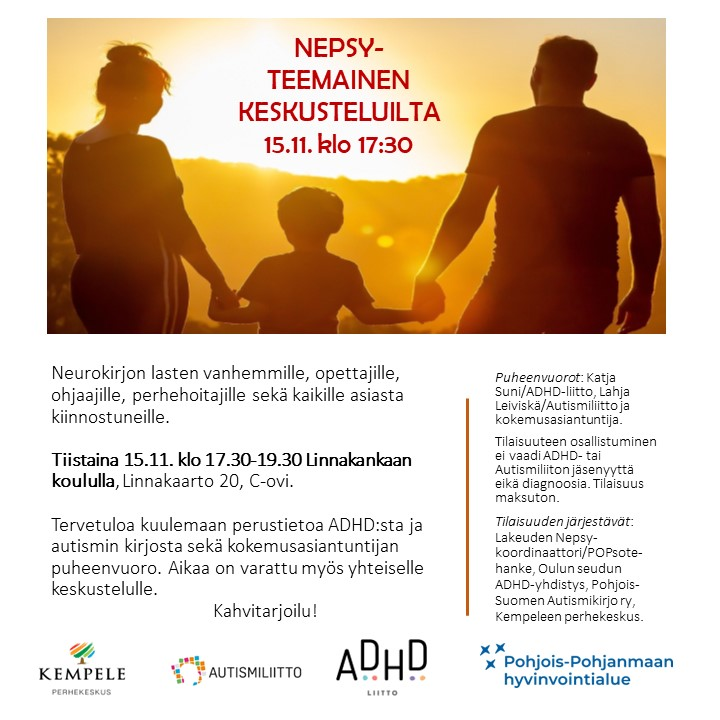 NEPSY-
TEEMAINEN
KESKUSTELUILTA
15.11. klo 17:30
Neurokirjon lasten vanhemmille, opettajille,
ohjaajille, perhehoitajille sekä kaikille asiasta
kiinnostuneille.
Tiistaina 15.11. klo 17.30-19.30 Linnakankaan
koululla, Linnakaarto 20, C-ovi.
Tervetuloa kuulemaan perustietoa ADHD:sta ja
autismin kirjosta sekä kokemusasiantuntijan
puheenvuoro. Aikaa on varattu myös yhteiselle
keskustelulle.
Kahvitarjoilu!
Puheenvuorot: Katja
Suni/ADHD-liitto, Lahja
Leiviskä/Autismiliitto ja
kokemusasiantuntija.
Tilaisuuteen osallistuminen
ei vaadi ADHD- tai
Autismiliiton jäsenyyttä
eikä diagnoosia. Tilaisuus
maksuton.
Tilaisuuden järjestävät:
Lakeuden Nepsy-
koordinaattori/POPsote-
hanke, Oulun seudun
ADHD-yhdistys, Pohjois-
Suomen Autismikirjo ry,
Kempeleen perhekeskus.
KEMPELE
PERHEKESKUS
AUTISMILIITTO
ADHD
LIITTO
Pohjois-Pohjanmaan
hyvinvointialue